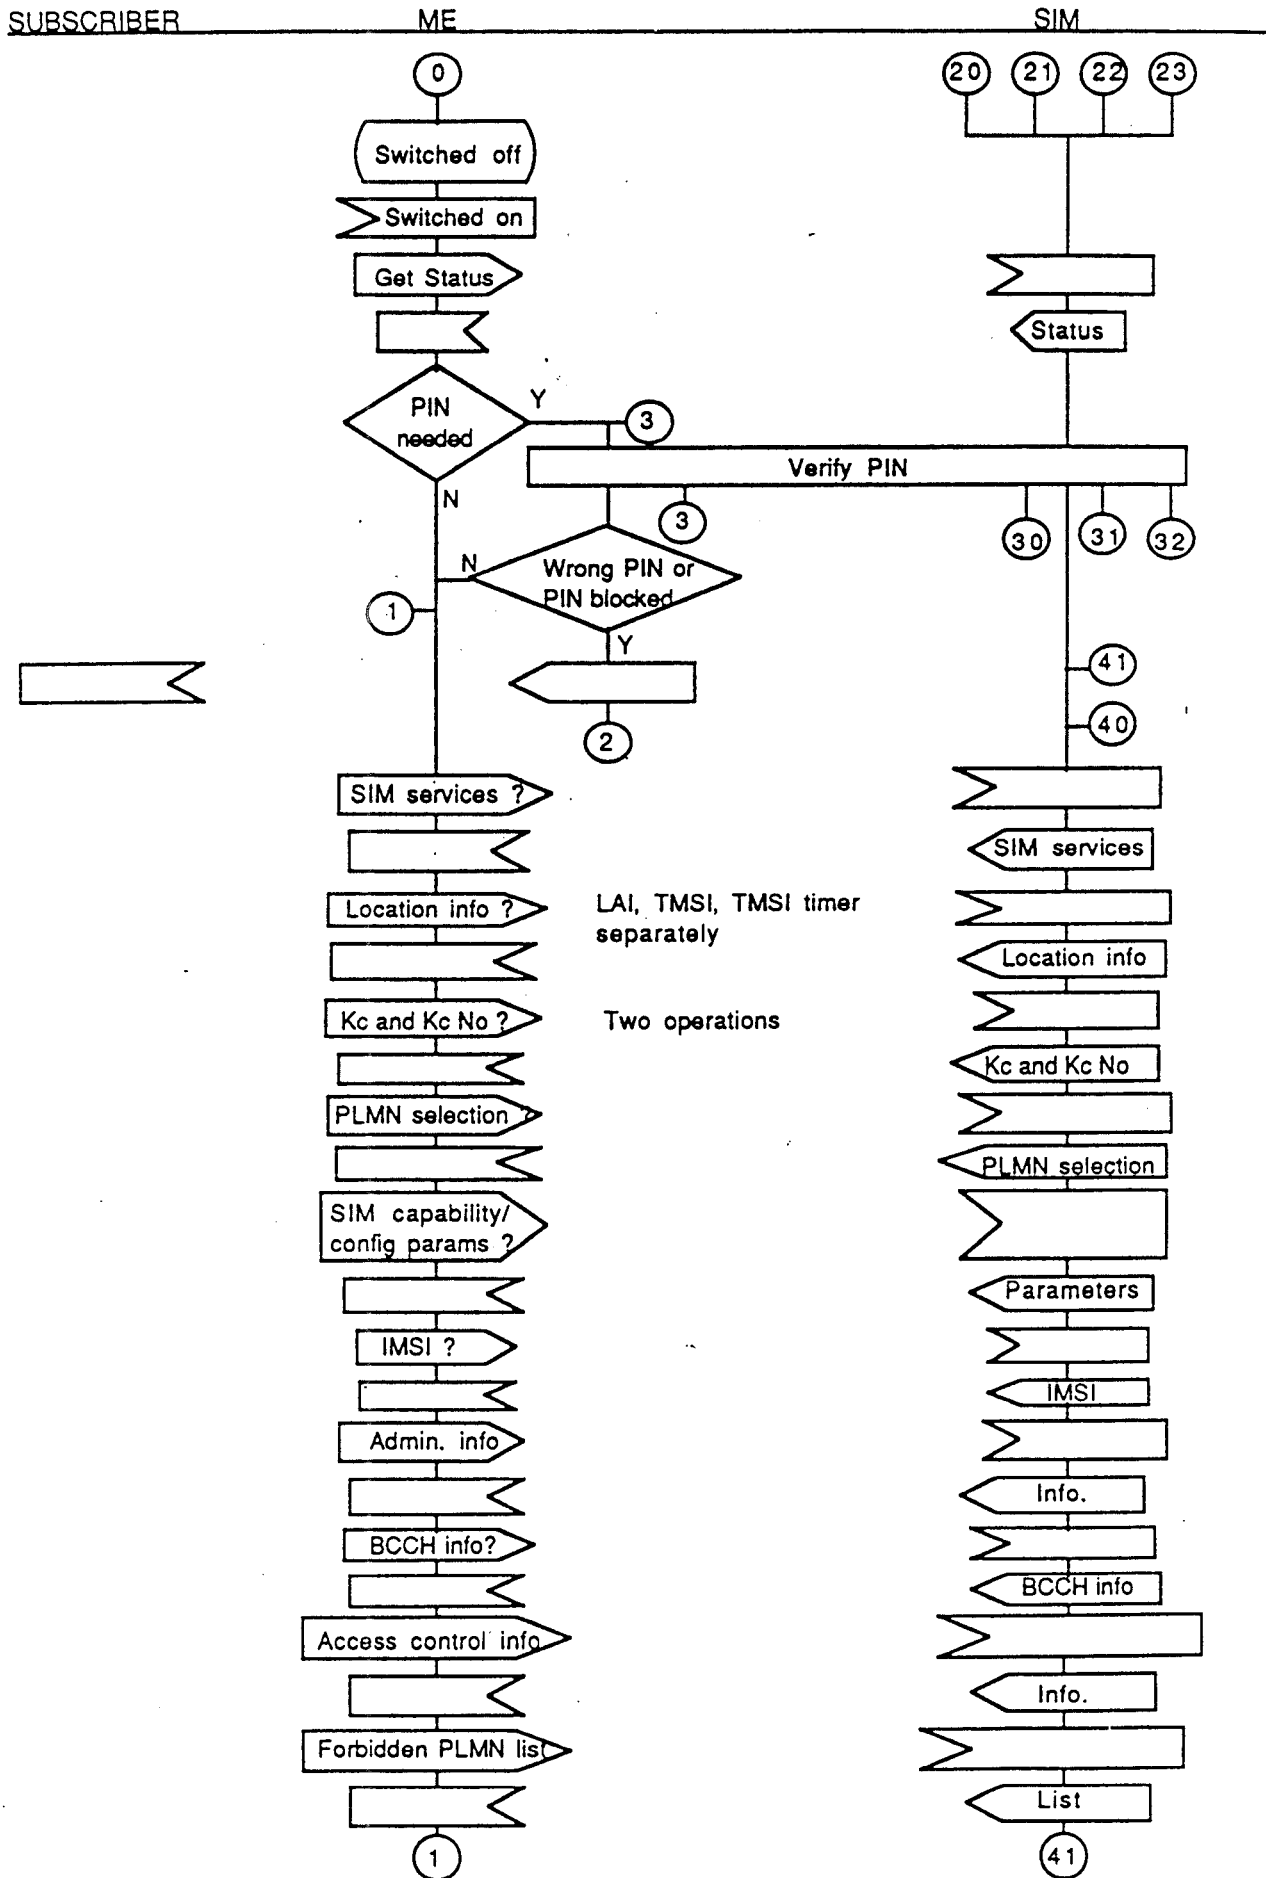 SUBSCRIBER ME SIM
0 20 21 22 23
Switched off
Switched on
Get Status
Status
PIN
needed
Y
3
Verify PIN
N
3
30 31 32
N
Wrong PIN or
PIN blocked
1
Y
41
40
2
SIM services ?
SIM services
Location info ?
LAI, TMSI, TMSI timer
separately
Location info
Kc and Kc No ?
Two operations
Kc and Kc No
PLMN selection ?
PLMN selection
SIM capability/
config params ?
Parameters
IMSI ?
IMSI
Admin. info
Info.
BCCH info?
BCCH info
Access control info
Info.
Forbidden PLMN list
List
1 41